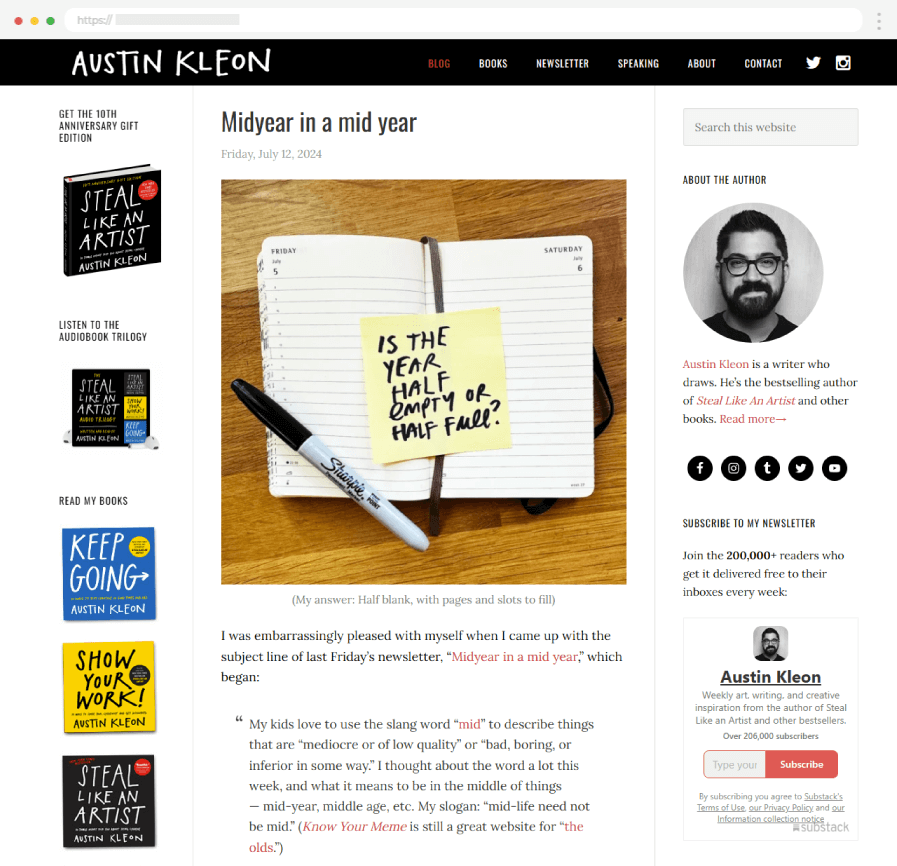 https://
AUSTIN KLEON
BLOG BOOKS NEWSLETTER SPEAKING ABOUT CONTACT
GET THE 10TH
ANNIVERSARY GIFT
EDITION
STEAL
LIKE AN
ARTIST
AUSTIN KLEON
LISTEN TO THE
AUDIOBOOK TRILOGY
THE
STEAL
LIKE AN
ARTIST
AUDIO TRILOGY
AUSTIN KLEON
STEAL
LIKE AN
ARTIST
SHOW
YOUR
WORK!
KEEP
GOING
READ MY BOOKS
KEEP
GOING
AUSTIN KLEON
SHOW
YOUR
WORK!
AUSTIN KLEON
STEAL
LIKE AN
ARTIST
AUSTIN KLEON
Midyear in a mid year
Friday, July 12, 2024
FRIDAY
July
5
SATURDAY
July
6
IS THE
YEAR
HALF
EMPTY OR
HALF FULL?
Sharpie
(My answer: Half blank, with pages and slots to fill)
I was embarrassingly pleased with myself when I came up with the
subject line of last Friday's newsletter, “Midyear in a mid year,” which
began:
“ My kids love to use the slang word “mid” to describe things
that are “mediocre or of low quality” or “bad, boring, or
inferior in some way.” I thought about the word a lot this
week, and what it means to be in the middle of things
— mid-year, middle age, etc. My slogan: “mid-life need not
be mid.” (Know Your Meme is still a great website for “the
olds.”)
Search this website
ABOUT THE AUTHOR
Austin Kleon is a writer who
draws. He's the bestselling author
of Steal Like An Artist and other
books. Read more→
SUBSCRIBE TO MY NEWSLETTER
Join the 200,000+ readers who
get it delivered free to their
inboxes every week:
Austin Kleon
Weekly art, writing, and creative
inspiration from the author of Steal
Like an Artist and other bestsellers.
Over 206,000 subscribers
Type your
Subscribe
By subscribing you agree to Substack's
Terms of Use, our Privacy Policy and our
Information collection notice
substack